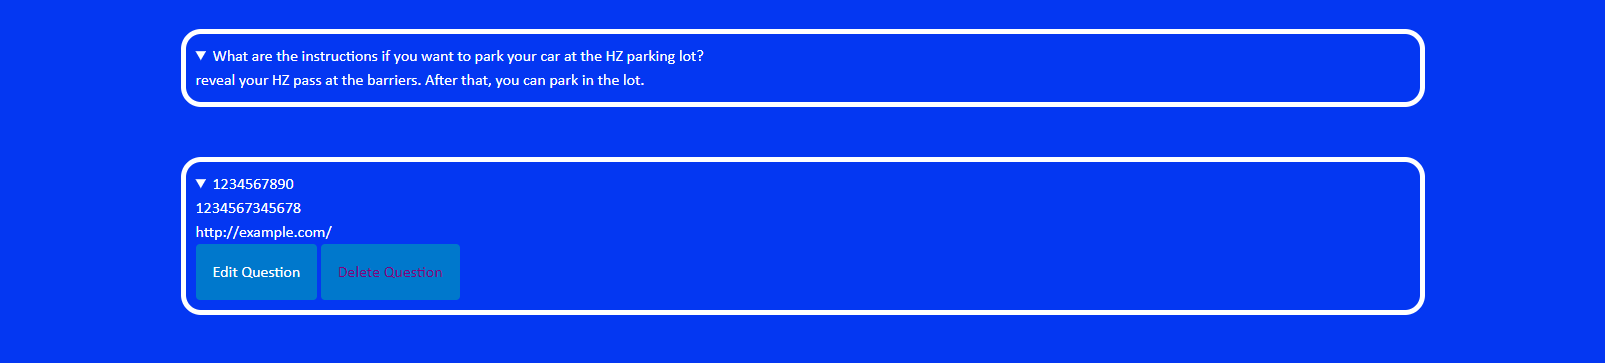 What are the instructions if you want to park your car at the HZ parking lot?
reveal your HZ pass at the barriers. After that, you can park in the lot.
1234567890
1234567345678
http://example.com/
Edit Question Delete Question